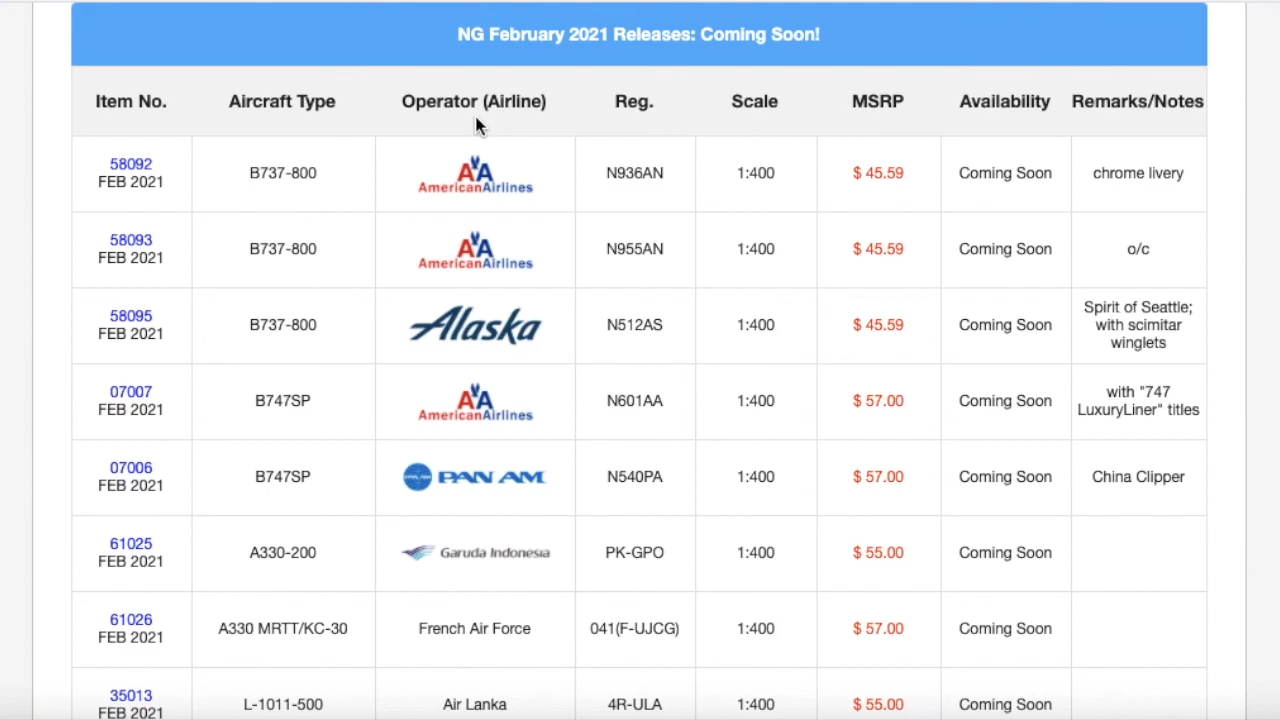 NG February 2021 Releases: Coming Soon!
Item No. Aircraft Type Operator (Airline) Reg. Scale MSRP Availability Remarks/Notes
58092 FEB 2021 B737-800 AA AmericanAirlines N936AN 1:400 $ 45.59 Coming Soon chrome livery
58093 FEB 2021 B737-800 AA AmericanAirlines N955AN 1:400 $ 45.59 Coming Soon o/c
58095 FEB 2021 B737-800 Alaska N512AS 1:400 $ 45.59 Coming Soon Spirit of Seattle; with scimitar winglets
07007 FEB 2021 B747SP AA AmericanAirlines N601AA 1:400 $ 57.00 Coming Soon with "747 LuxuryLiner" titles
07006 FEB 2021 B747SP PAN AM PAN AM N540PA 1:400 $ 57.00 Coming Soon China Clipper
61025 FEB 2021 A330-200 Garuda Indonesia PK-GPO 1:400 $ 55.00 Coming Soon
61026 FEB 2021 A330 MRTT/KC-30 French Air Force 041(F-UJCG) 1:400 $ 57.00 Coming Soon
35013 FEB 2021 L-1011-500 Air Lanka 4R-ULA 1:400 $ 55.00 Coming Soon